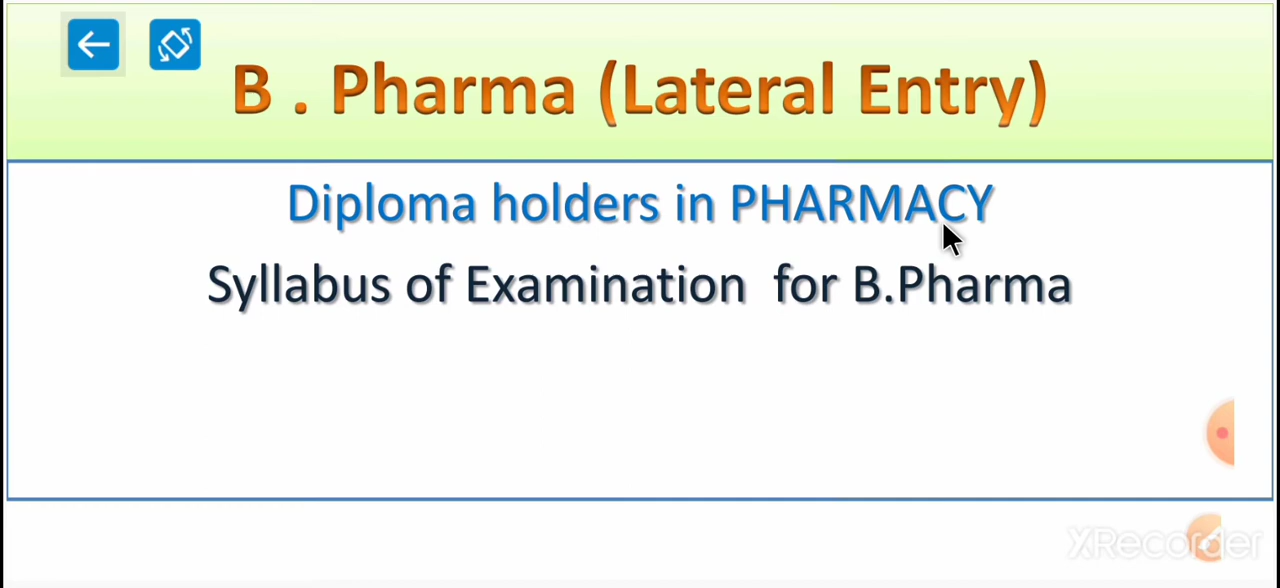 B . Pharma (Lateral Entry)
Diploma holders in PHARMACY
Syllabus of Examination for B.Pharma
XRecorder